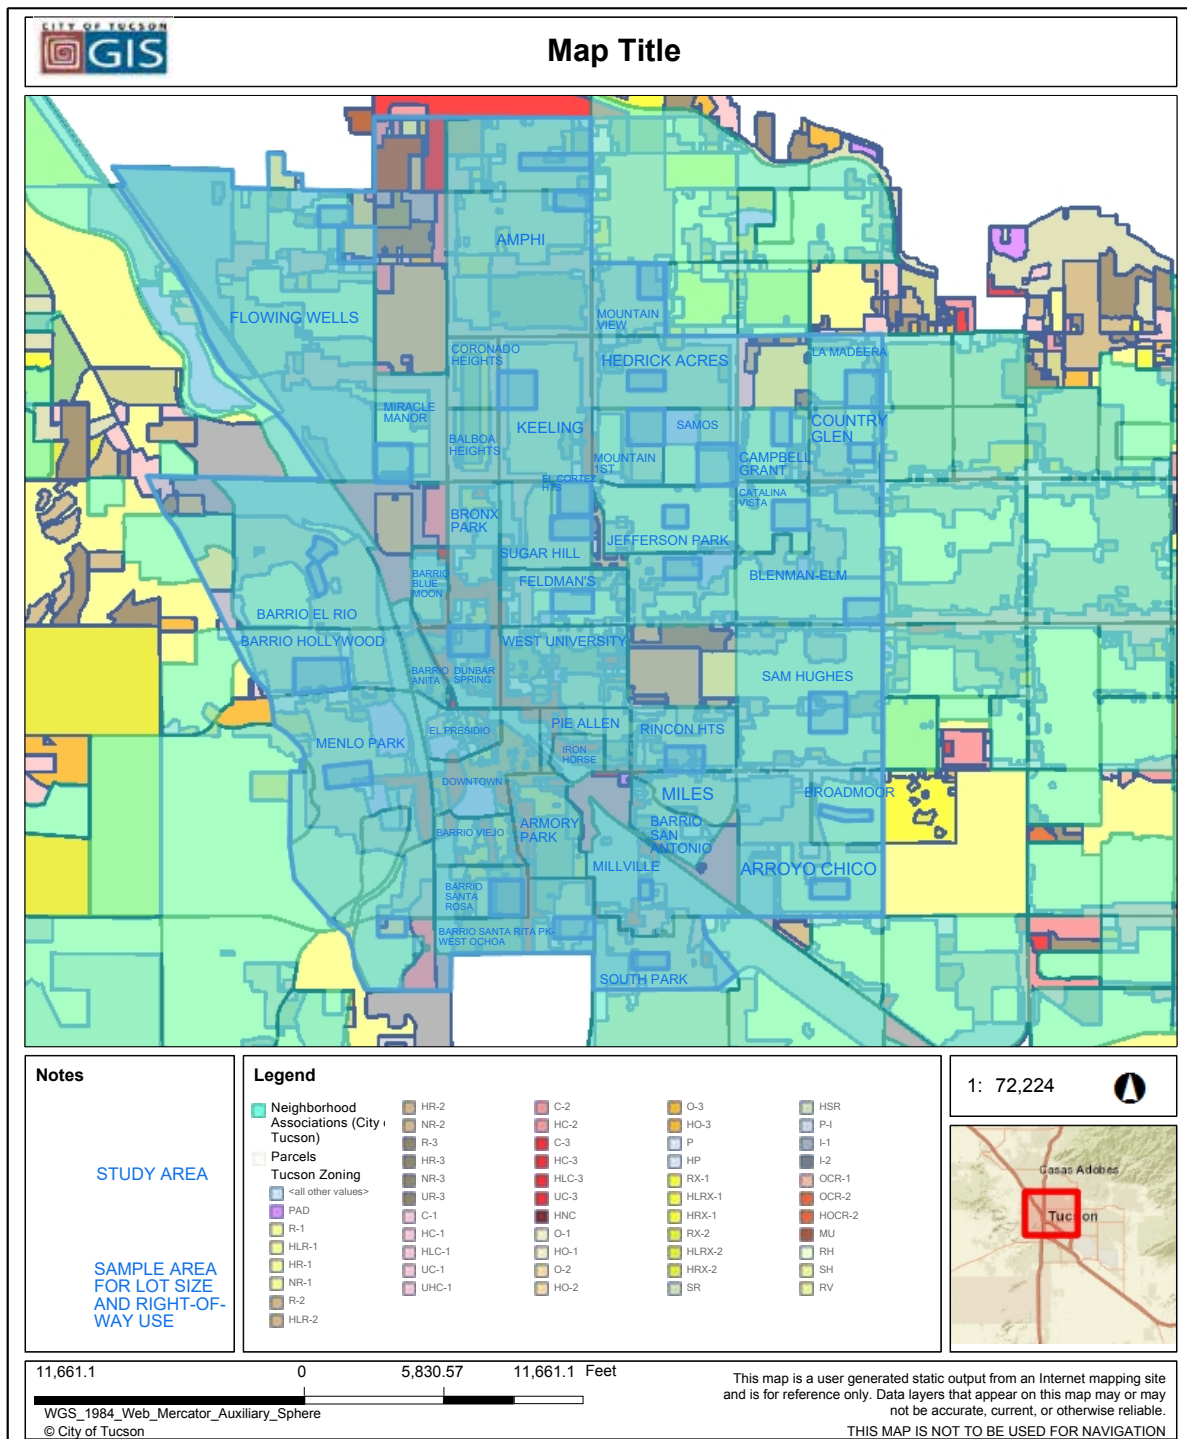 CITY OF TUCSON
GIS
Map Title
AMPHI
FLOWING WELLS
MOUNTAIN
VIEW
CORONADO
HEIGHTS
HEDRICK ACRES
LA MADEERA
MIRACLE
MANOR
KEELING
SAMOS
COUNTRY
GLEN
BALBOA
HEIGHTS
MOUNTAIN
1ST
CAMPBELL
GRANT
EL CORTEZ
HTS
CATALINA
VISTA
BRONX
PARK
JEFFERSON PARK
SUGAR HILL
BARRIO
BLUE
MOON
FELDMAN'S
BLENMAN-ELM
BARRIO EL RIO
BARRIO HOLLYWOOD
WEST UNIVERSITY
BARRIO
ANITA
DUNBAR
SPRING
SAM HUGHES
MENLO PARK
EL PRESIDIO
PIE ALLEN
RINCON HTS
IRON
HORSE
DOWNTOWN
MILES
BROADMOOR
BARRIO VIEJO
ARMORY
PARK
BARRIO
SAN
ANTONIO
MILLVILLE
ARROYO CHICO
BARRIO
SANTA
ROSA
BARRIO SANTA RITA PK-
WEST OCHOA
SOUTH PARK
Notes
STUDY AREA
SAMPLE AREA
FOR LOT SIZE
AND RIGHT-OF-
WAY USE
Legend
Neighborhood
Associations (City
Tucson)
Parcels
Tucson Zoning
<all other values>
PAD
R-1
HLR-1
HR-1
NR-1
R-2
HLR-2
HR-2
NR-2
R-3
HR-3
NR-3
UR-3
C-1
HC-1
HLC-1
UC-1
UHC-1
C-2
HC-2
C-3
HC-3
HLC-3
UC-3
HNC
O-1
HO-1
O-2
HO-2
O-3
HO-3
P
HP
RX-1
HLRX-1
HRX-1
RX-2
HLRX-2
HRX-2
SR
HSR
P-I
I-1
I-2
OCR-1
OCR-2
HOCR-2
MU
RH
SH
RV
1: 72,224
Casas Adobes
Tucson
11,661.1 0 5,830.57 11,661.1 Feet
WGS_1984_Web_Mercator_Auxiliary_Sphere
© City of Tucson
This map is a user generated static output from an Internet mapping site
and is for reference only. Data layers that appear on this map may or may
not be accurate, current, or otherwise reliable.
THIS MAP IS NOT TO BE USED FOR NAVIGATION